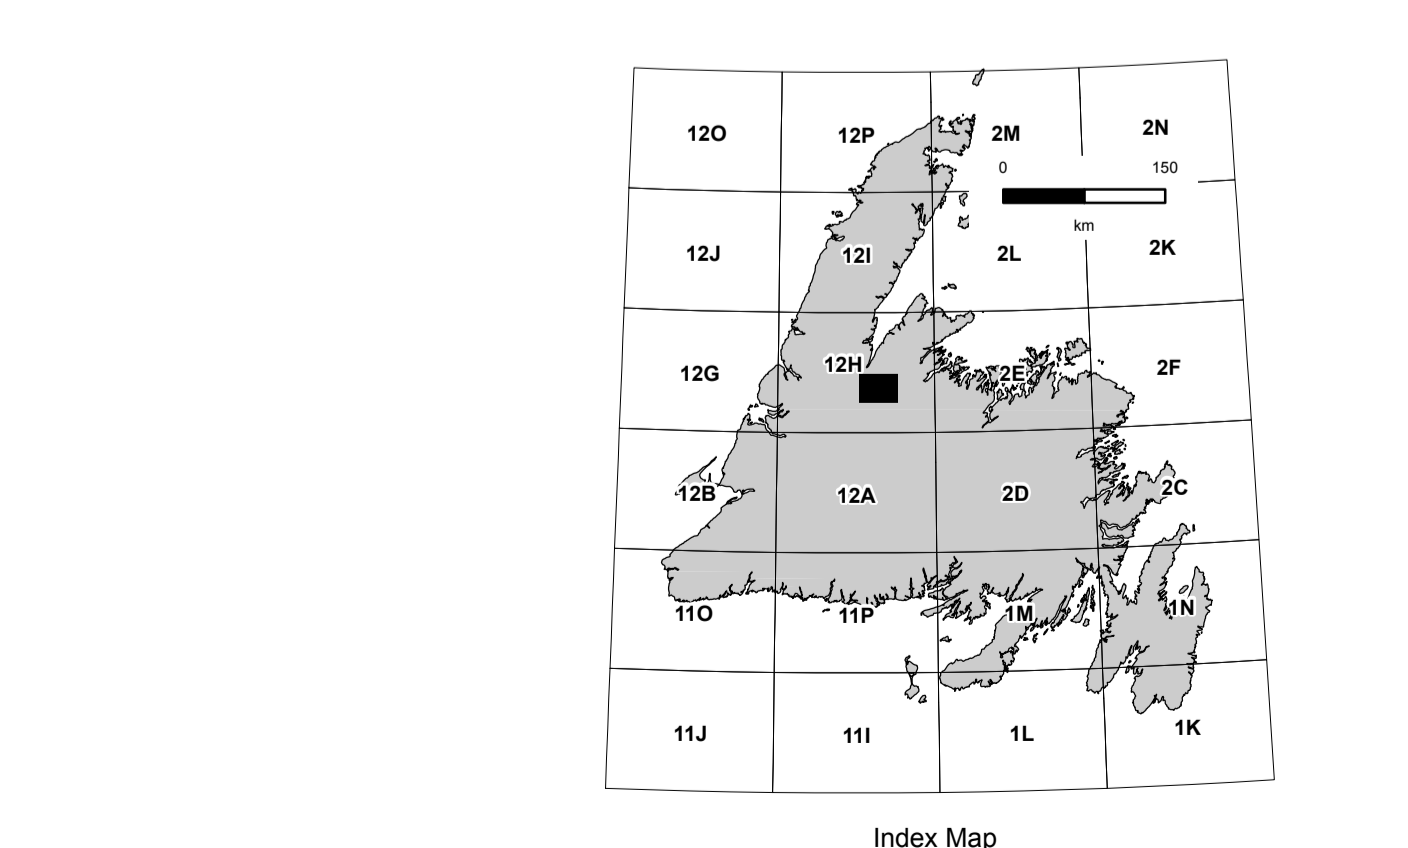 12O 12P 2M 2N
0 150
km
12J 12I 2L 2K
12G 12H 2E 2F
12B 12A 2D 2C
11O 11P 1M 1N
11J 11I 1L 1K
Index Map